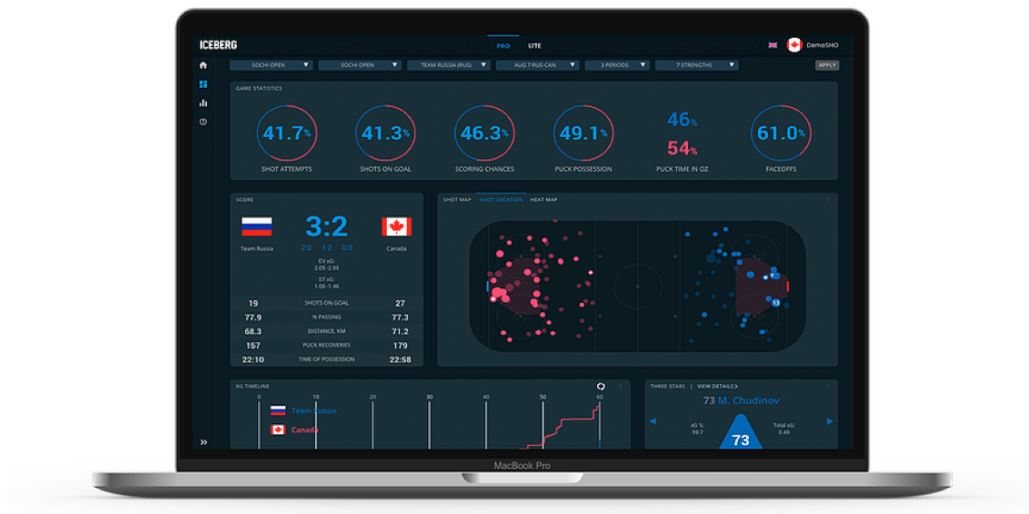 ICEBERG
PRO LITE
DemoSHO
SOCHI OPEN ▼ SOCHI OPEN ▼ TEAM RUSSIA (RUS) ▼ AUG 7 RUS-CAN ▼ 3 PERIODS ▼ 7 STRENGTHS ▼ APPLY
GAME STATISTICS
41.7% 41.3% 46.3% 49.1% 46% 61.0%
54%
SHOT ATTEMPTS SHOTS ON GOAL SCORING CHANCES PUCK POSSESSION PUCK TIME IN OZ FACEOFFS
SCORE
3:2
Team Russia 2:0 1:2 0:0 Canada
EV xG
ST xG
19 SHOTS ON GOAL 27
77.9 % PASSING 77.3
68.3 DISTANCE, KM 71.2
157 PUCK RECOVERIES 179
22:10 TIME OF POSSESSION 22:58
SHOT MAP SHOT LOCATION HEAT MAP
13
XG TIMELINE
0 10 20 30 40 50 60
Team Russia
Canada
THREE STARS | VIEW DETAILS
73 M. Chudinov
xG % Total xG
59.7 0.49
73
MacBook Pro